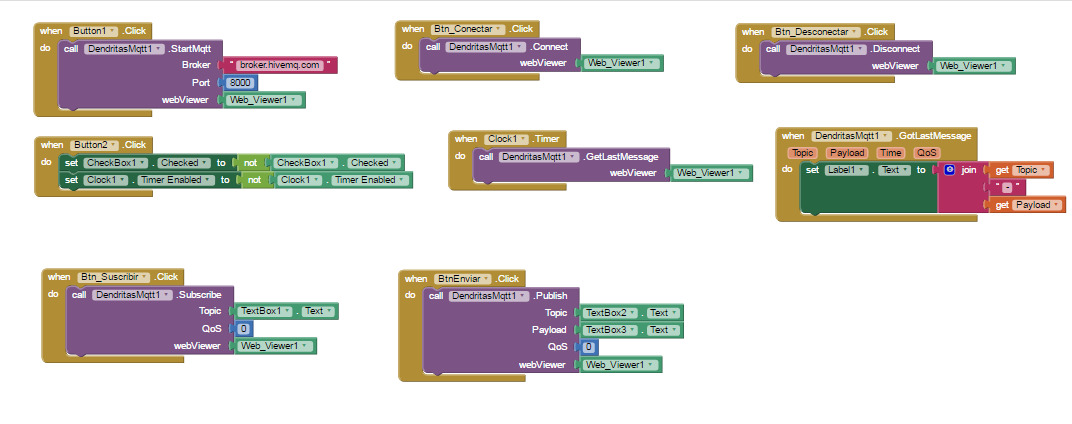 when Button1 .Click
do call DendritasMqtt1 .StartMqtt
Broker " broker.hivemq.com "
Port 8000
webViewer Web_Viewer1
when Btn_Conectar .Click
do call DendritasMqtt1 .Connect
webViewer Web_Viewer1
when Btn_Desconectar .Click
do call DendritasMqtt1 .Disconnect
webViewer Web_Viewer1
when Button2 .Click
do set CheckBox1 . Checked to not CheckBox1 . Checked
set Clock1 . Timer Enabled to not Clock1 . Timer Enabled
when Clock1 .Timer
do call DendritasMqtt1 .GetLastMessage
webViewer Web_Viewer1
when DendritasMqtt1 .GotLastMessage
Topic Payload Time QoS
do set Label1 . Text to join get Topic
" - "
get Payload
when Btn_Suscribir .Click
do call DendritasMqtt1 .Subscribe
Topic TextBox1 . Text
QoS 0
webViewer Web_Viewer1
when BtnEnviar .Click
do call DendritasMqtt1 .Publish
Topic TextBox2 . Text
Payload TextBox3 . Text
QoS 0
webViewer Web_Viewer1